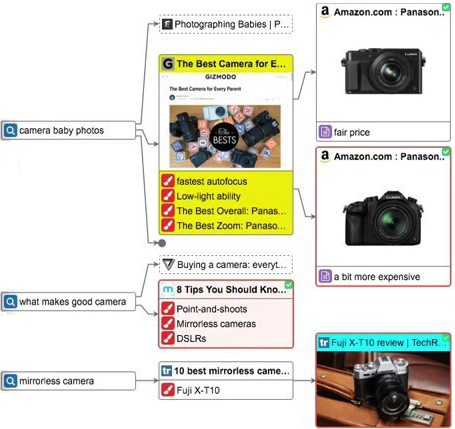 Photographing Babies | P...
Amazon.com : Panason..
fair price
The Best Camera for E...
GIZMODO
The Best Camera for Every Parent
The
BESTS
fastest autofocus
Low-light ability
The Best Overall: Panas...
The Best Zoom: Panaso...
camera baby photos
Amazon.com : Panason..
LUMIX
a bit more expensive
Buying a camera: everyt...
what makes good camera
8 Tips You Should Kno...
Point-and-shoots
Mirrorless cameras
DSLRs
mirrorless camera
tr 10 best mirrorless came...
Fuji X-T10
tr Fuji X-T10 review | TechR...